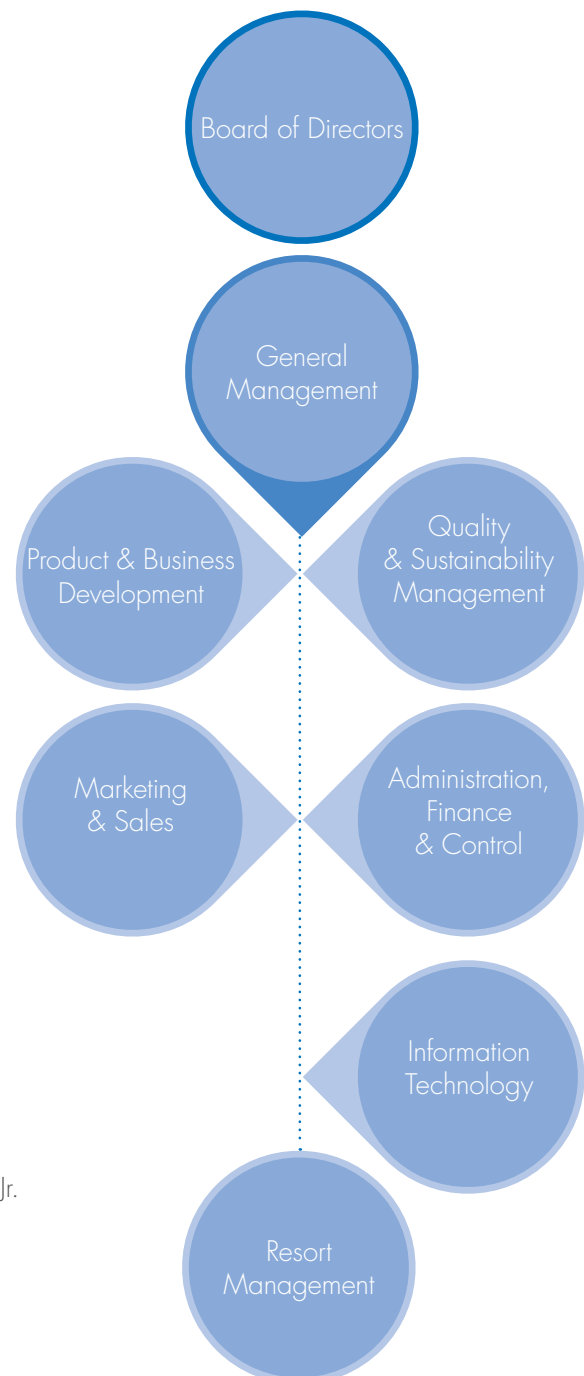 Board of Directors
General
Management
Product & Business
Development
Quality
& Sustainability
Management
Marketing
& Sales
Administration,
Finance
& Control
Information
Technology
Jr.
Resort
Management